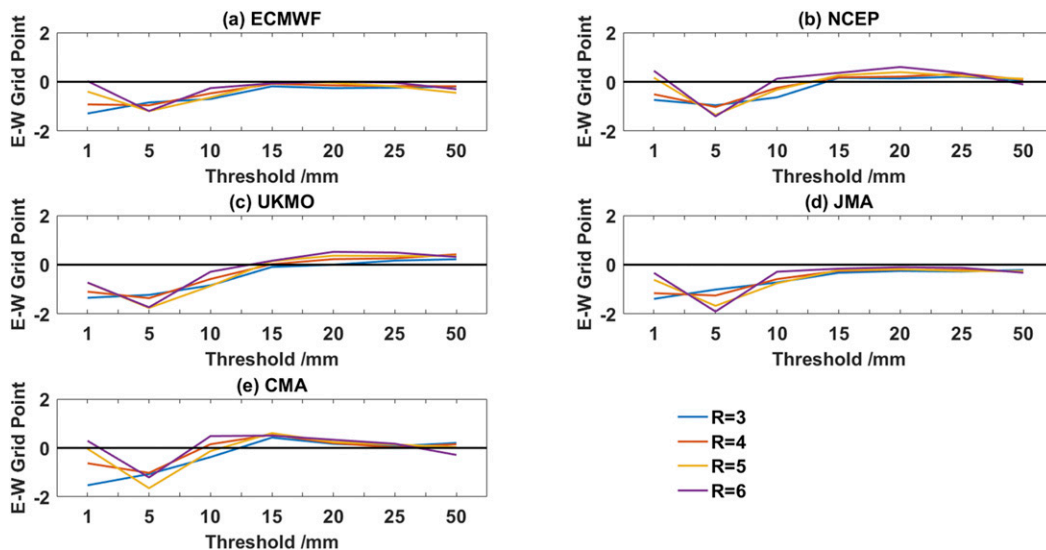 (a) ECMWF
E-W Grid Point
2
0
-2
1 5 10 15 20 25 50
Threshold /mm
(b) NCEP
E-W Grid Point
2
0
-2
1 5 10 15 20 25 50
Threshold /mm
(c) UKMO
E-W Grid Point
2
0
-2
1 5 10 15 20 25 50
Threshold /mm
(d) JMA
E-W Grid Point
2
0
-2
1 5 10 15 20 25 50
Threshold /mm
(e) CMA
E-W Grid Point
2
0
-2
1 5 10 15 20 25 50
Threshold /mm
R=3
R=4
R=5
R=6